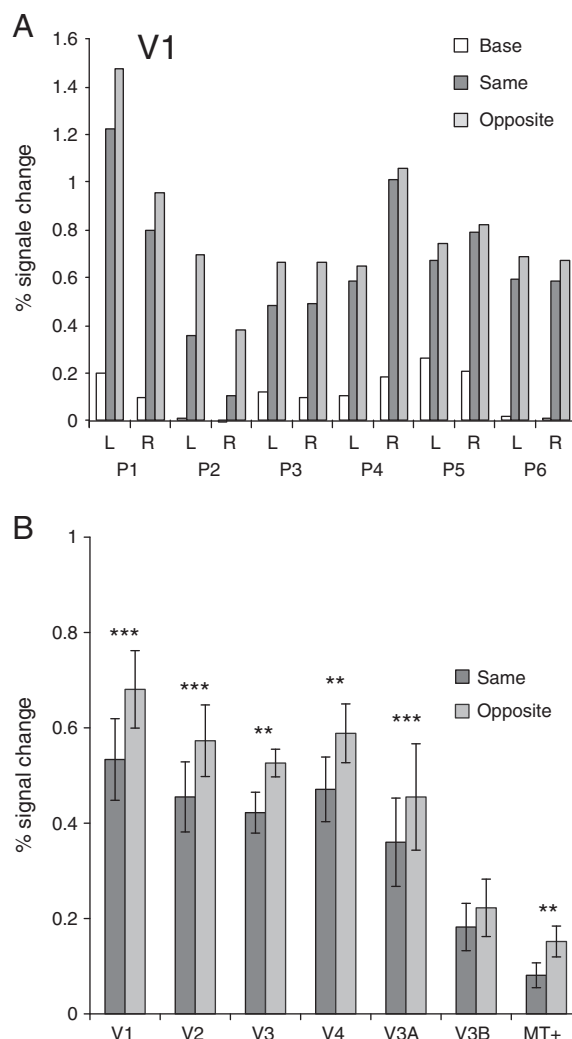 A
V1
% signale change
1.6
1.4
1.2
1
0.8
0.6
0.4
0.2
0
Base
Same
Opposite
L R L R L R L R L R L R
P1 P2 P3 P4 P5 P6
B
% signal change
1
0.8
0.6
0.4
0.2
0
Same
Opposite
*** *** ** ** *** **
V1 V2 V3 V4 V3A V3B MT+